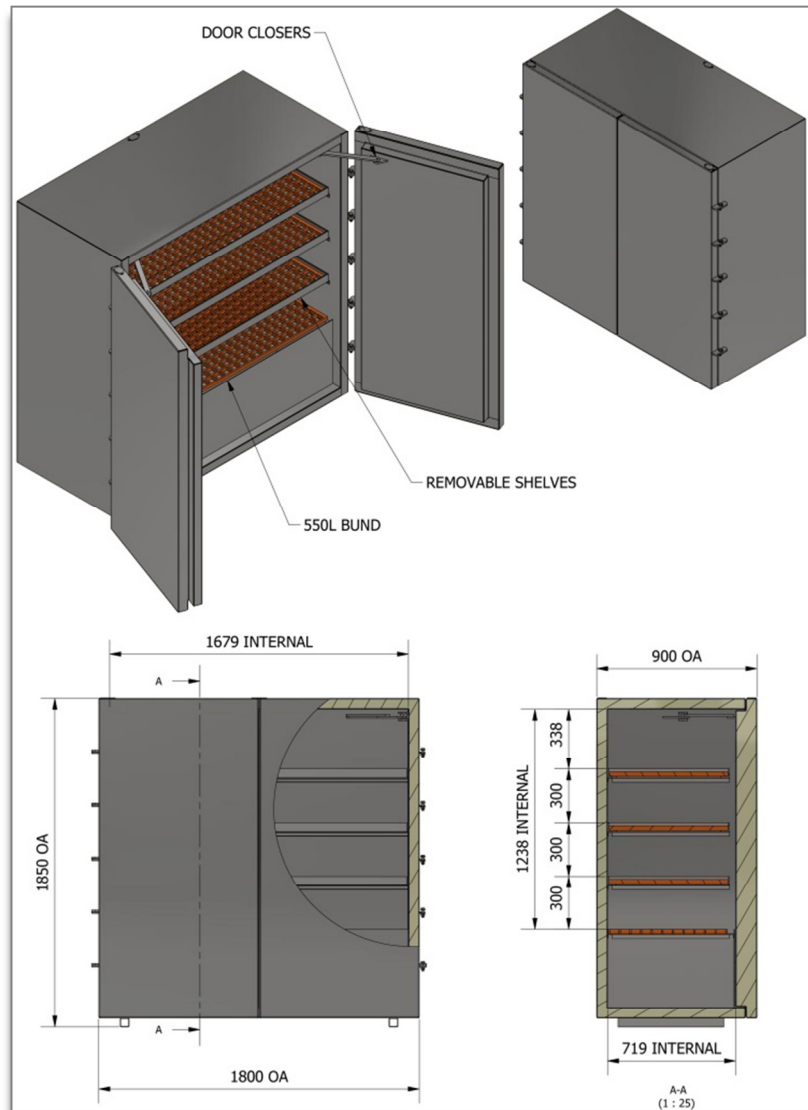 DOOR CLOSERS
REMOVABLE SHELVES
550L BUND
1679 INTERNAL
900 OA
A
338
300
300
300
1238 INTERNAL
1850 OA
A
1800 OA
719 INTERNAL
A-A
(1 : 25)